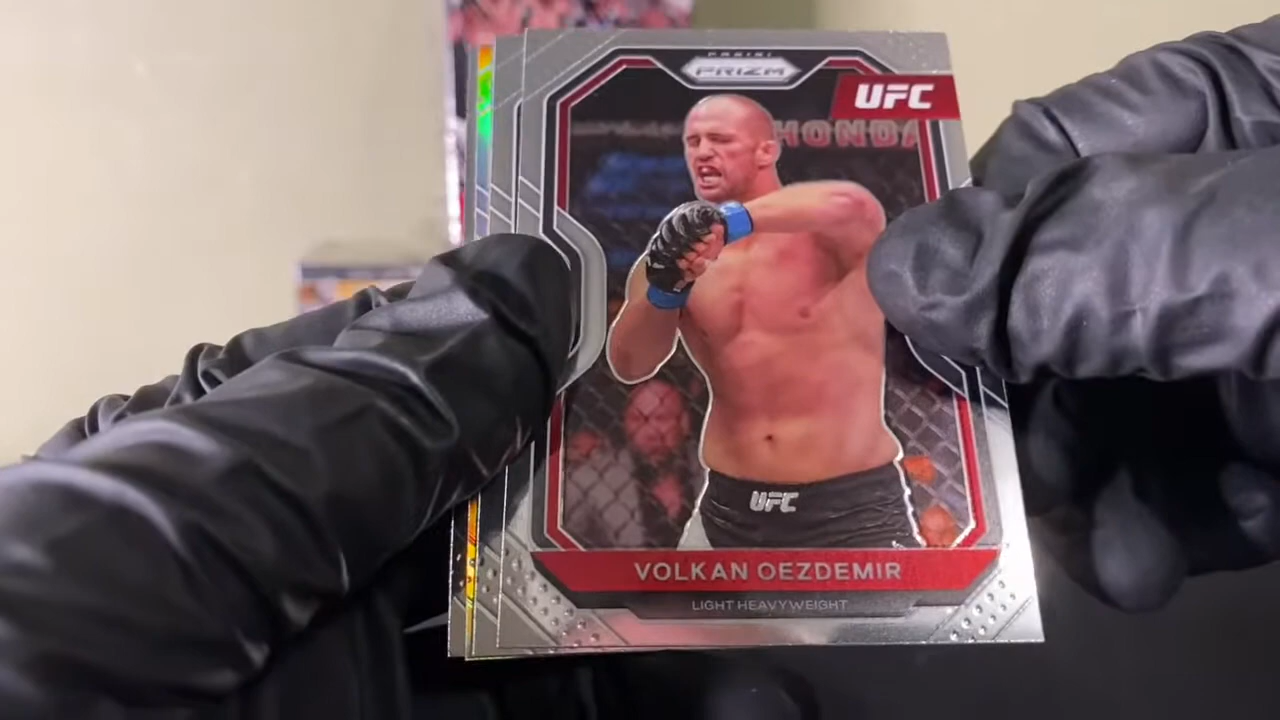 PANINI
PRIZM
UFC
HONDA
UFC
VOLKAN OEZDEMIR
LIGHT HEAVYWEIGHT